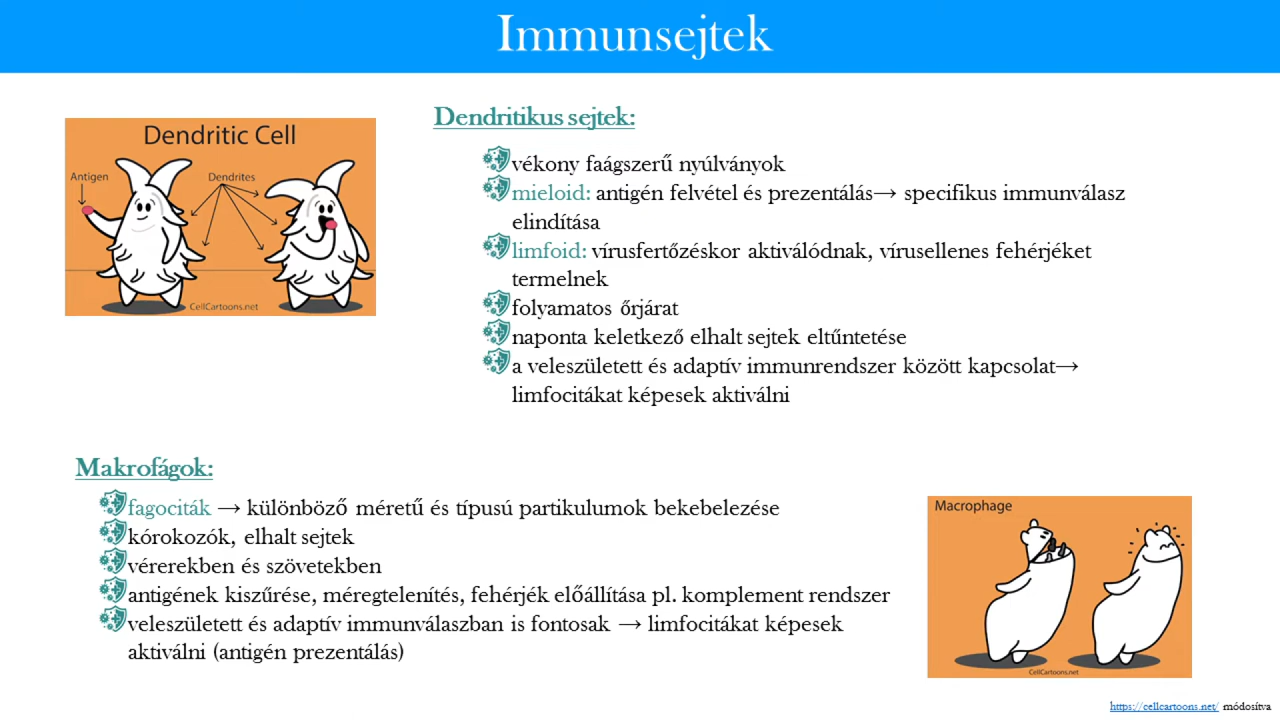 Immunsejtek
Dendritic Cell
Antigen
Dendrites
CellCartoons.net
Dendritikus sejtek:
vékony faágszerű nyúlványok
mieloid: antigén felvétel és prezentálás→ specifikus immunválasz
elindítása
limfoid: vírusfertőzéskor aktiválódnak, vírusellenes fehérjéket
termelnek
folyamatos őrjárat
naponta keletkező elhalt sejtek eltűntetése
a veleszületett és adaptív immunrendszer között kapcsolat→
limfocitákat képesek aktiválni
Makrofágok:
fagociták → különböző méretű és típusú partikulumok bekebelezése
kórokozók, elhalt sejtek
vérerekben és szövetekben
antigének kiszűrése, méregtelenítés, fehérjék előállítása pl. komplement rendszer
veleszületett és adaptív immunválaszban is fontosak → limfocitákat képesek
aktiválni (antigén prezentálás)
Macrophage
CellCartoons.net
https://cellcartoons.net/ módosítva